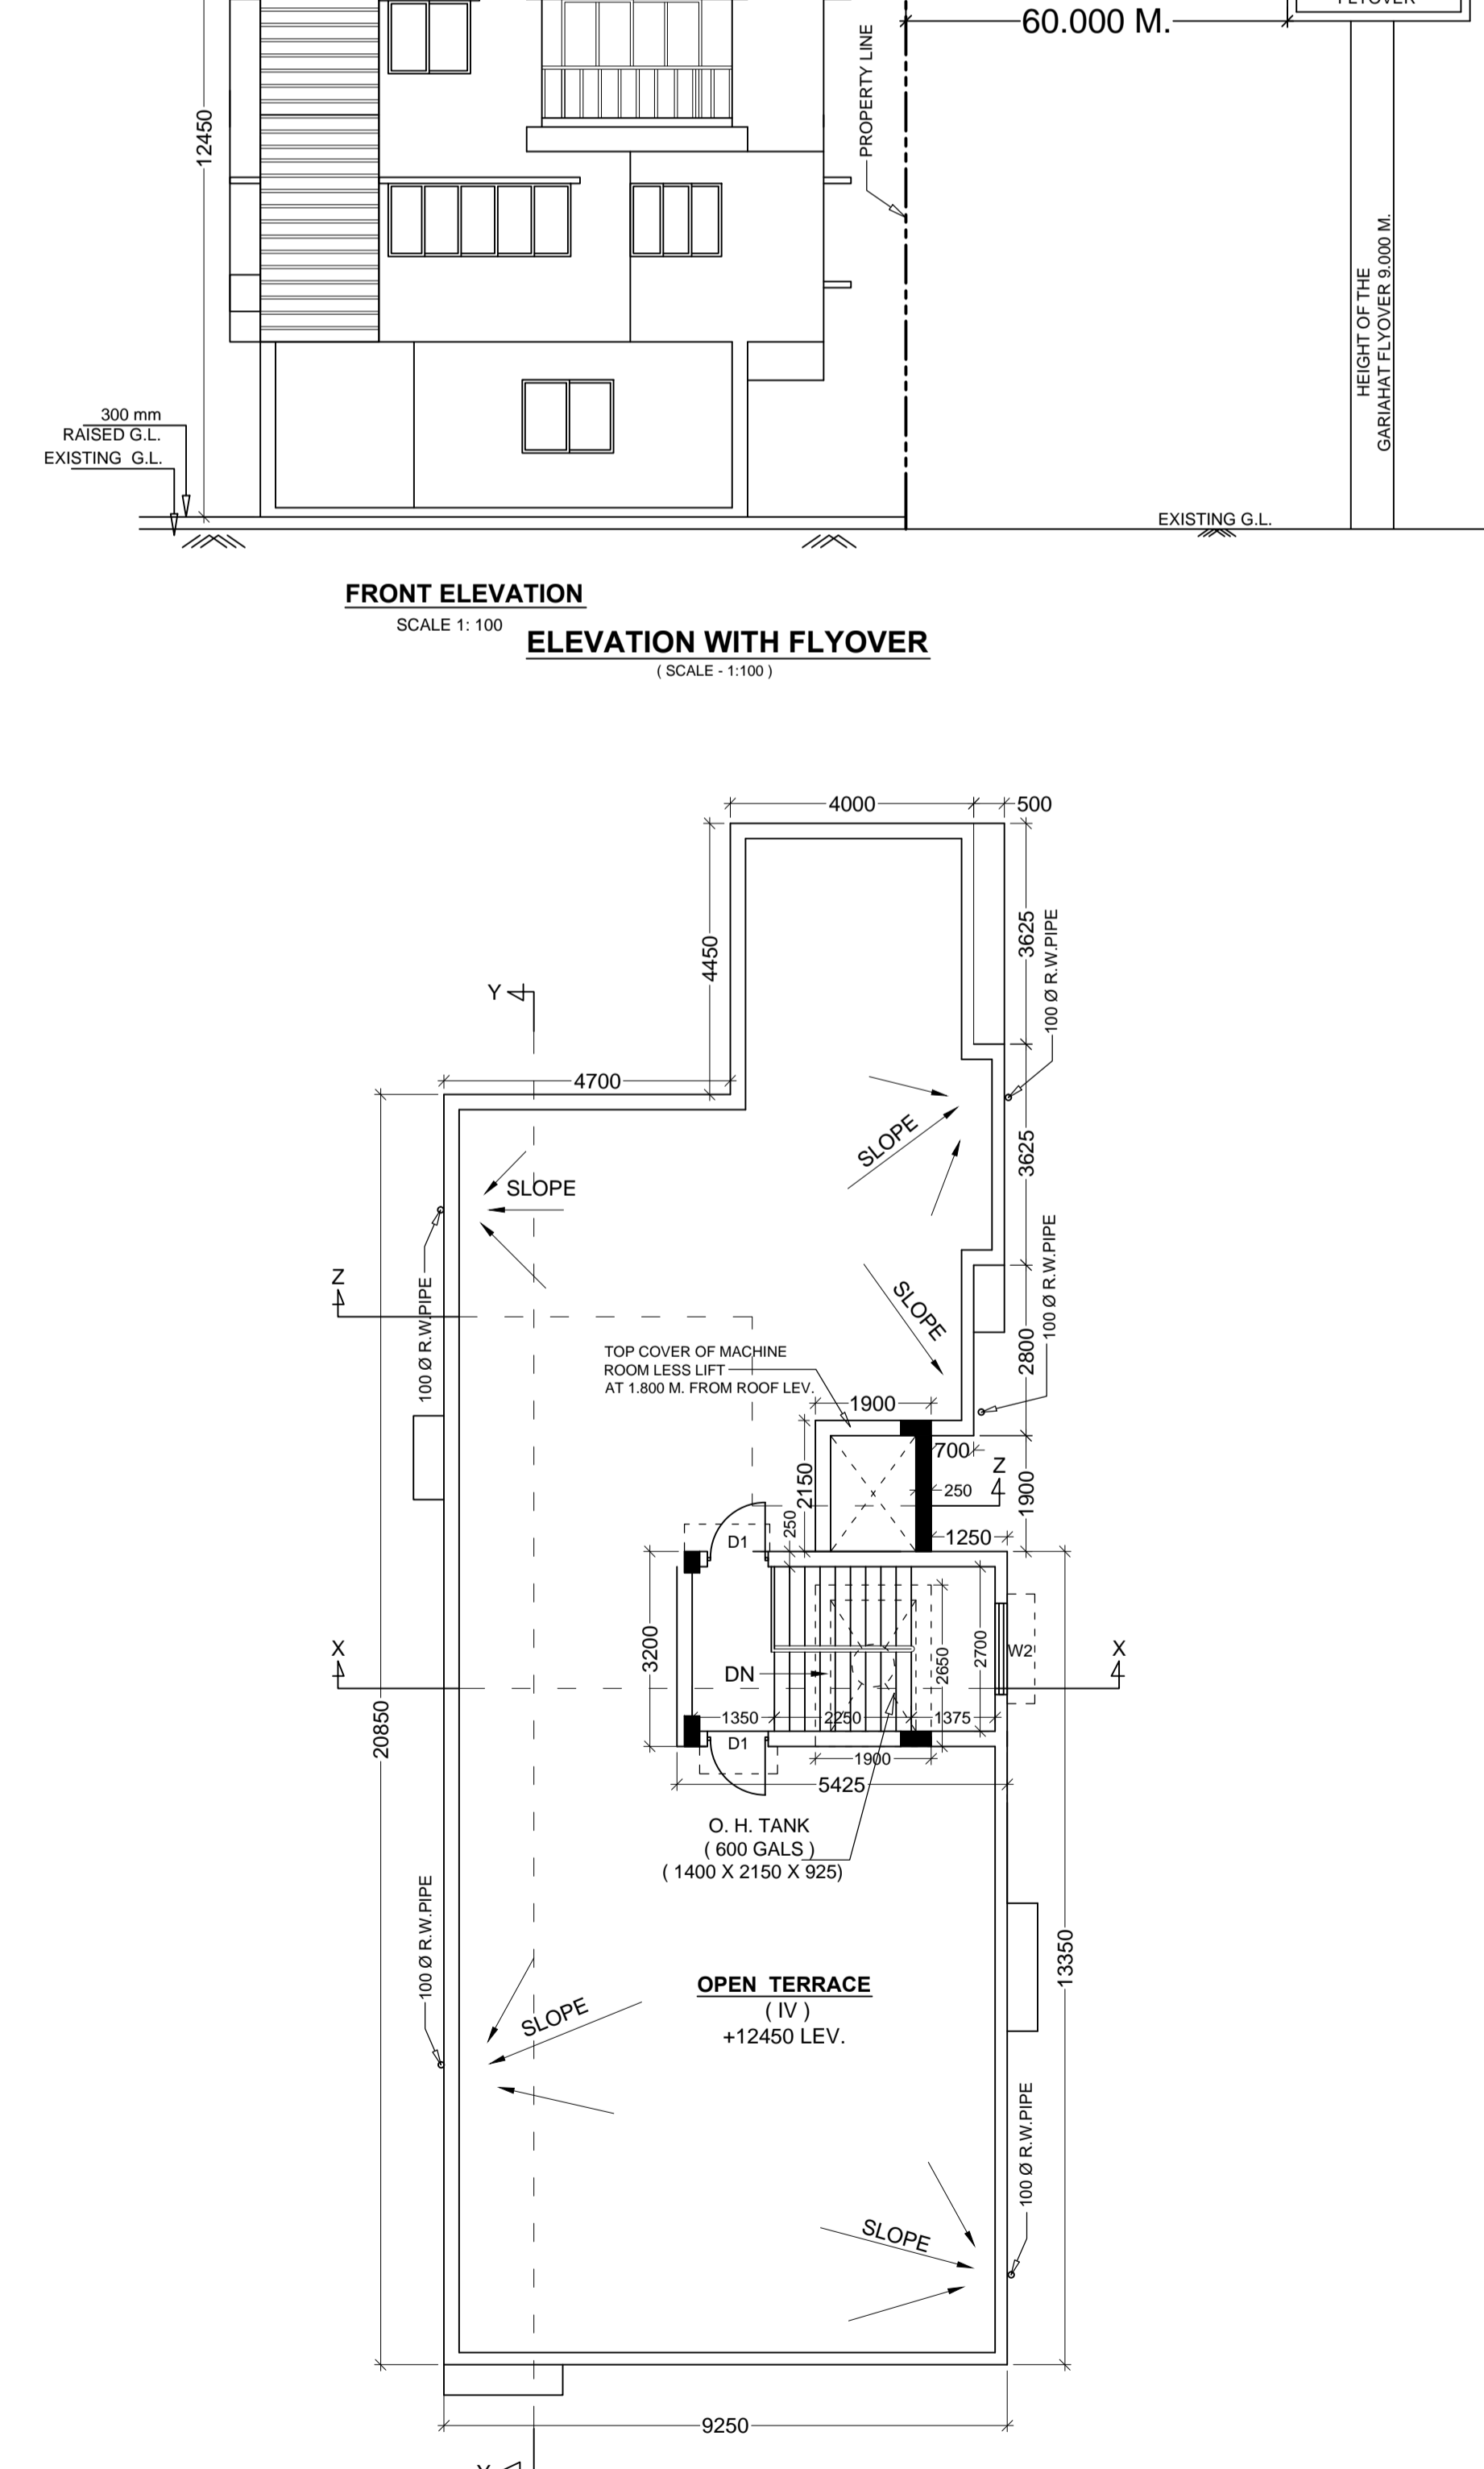 FLYOVER
60.000 M.
PROPERTY LINE
12450
HEIGHT OF THE
GARIAHAT FLYOVER 9.000 M.
300 mm
RAISED G.L.
EXISTING G.L.
EXISTING G.L.
FRONT ELEVATION
SCALE 1: 100
ELEVATION WITH FLYOVER
( SCALE - 1:100 )
4000
500
4450
3625
100 Ø R.W.PIPE
Y
4700
3625
SLOPE
SLOPE
100 Ø R.W.PIPE
Z
100 Ø R.W.PIPE
SLOPE
2800
TOP COVER OF MACHINE
ROOM LESS LIFT
AT 1.800 M. FROM ROOF LEV.
1900
700
2150
Z
250
1900
250
1250
D1
3200
2650
2700
W2
X
X
DN
1350
2250
1375
D1
1900
5425
20850
O. H. TANK
( 600 GALS )
( 1400 X 2150 X 925)
100 Ø R.W.PIPE
13350
OPEN TERRACE
( IV )
+12450 LEV.
SLOPE
100 Ø R.W.PIPE
SLOPE
9250
Y